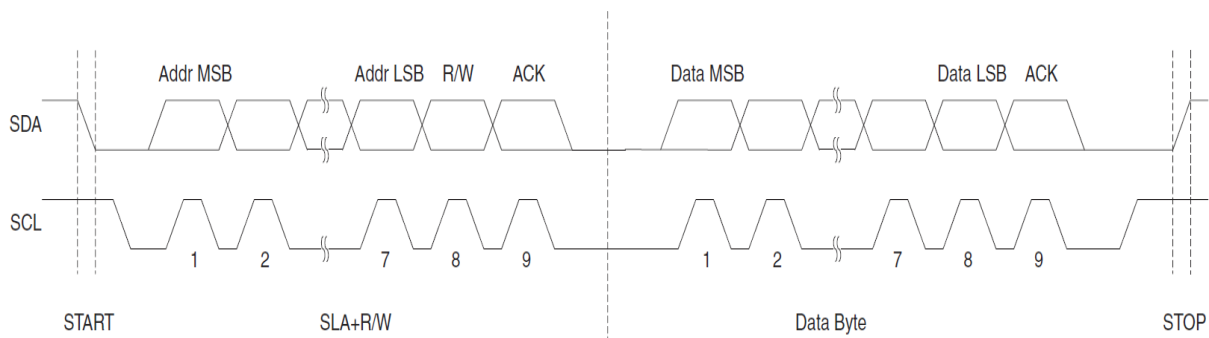 Addr MSB Addr LSB R/W ACK Data MSB Data LSB ACK
SDA
SCL
1 2 7 8 9 1 2 7 8 9
START SLA+R/W Data Byte STOP